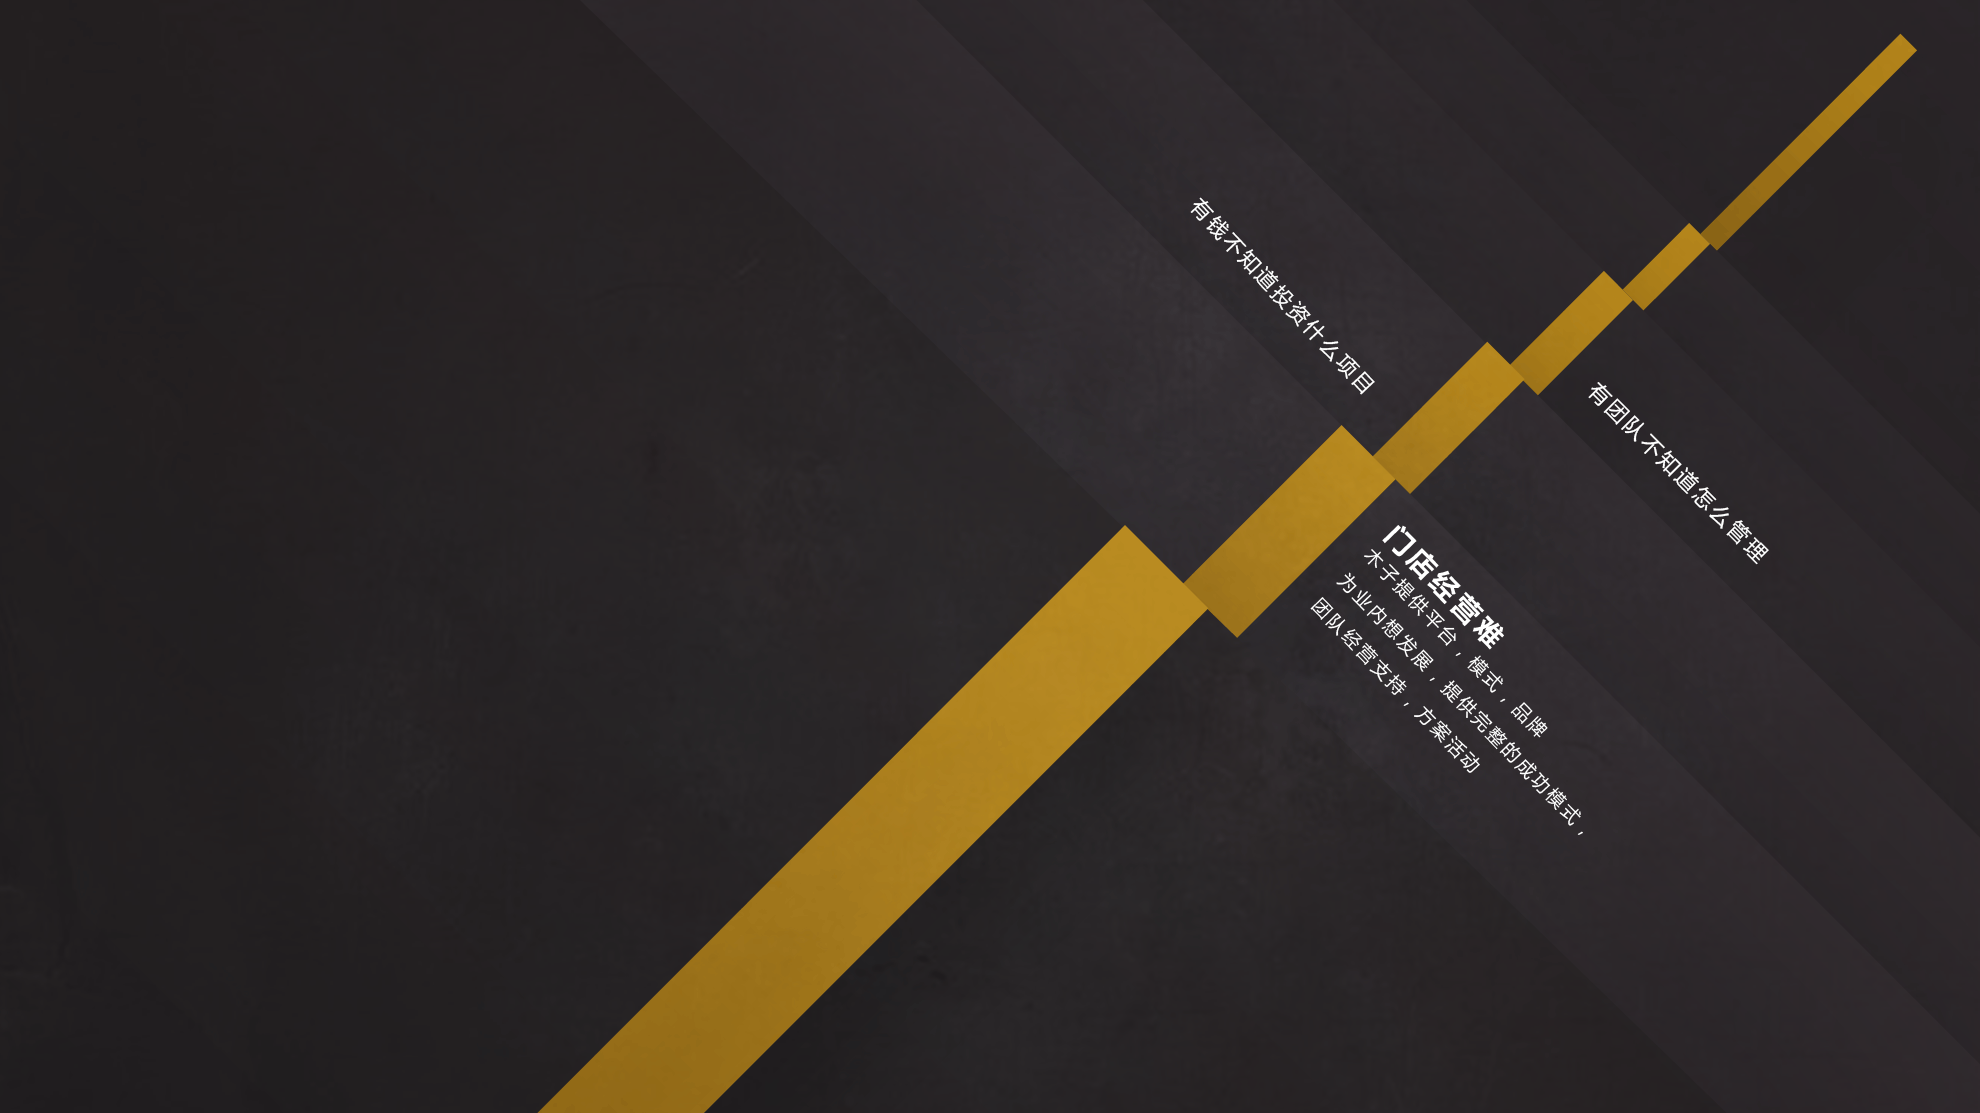 有钱不知道投资什么项目
有团队不知道怎么管理
门店经营难
木子提供平台，模式，品牌
为业内想发展，提供完整的成功模式，
团队经营支持，方案活动